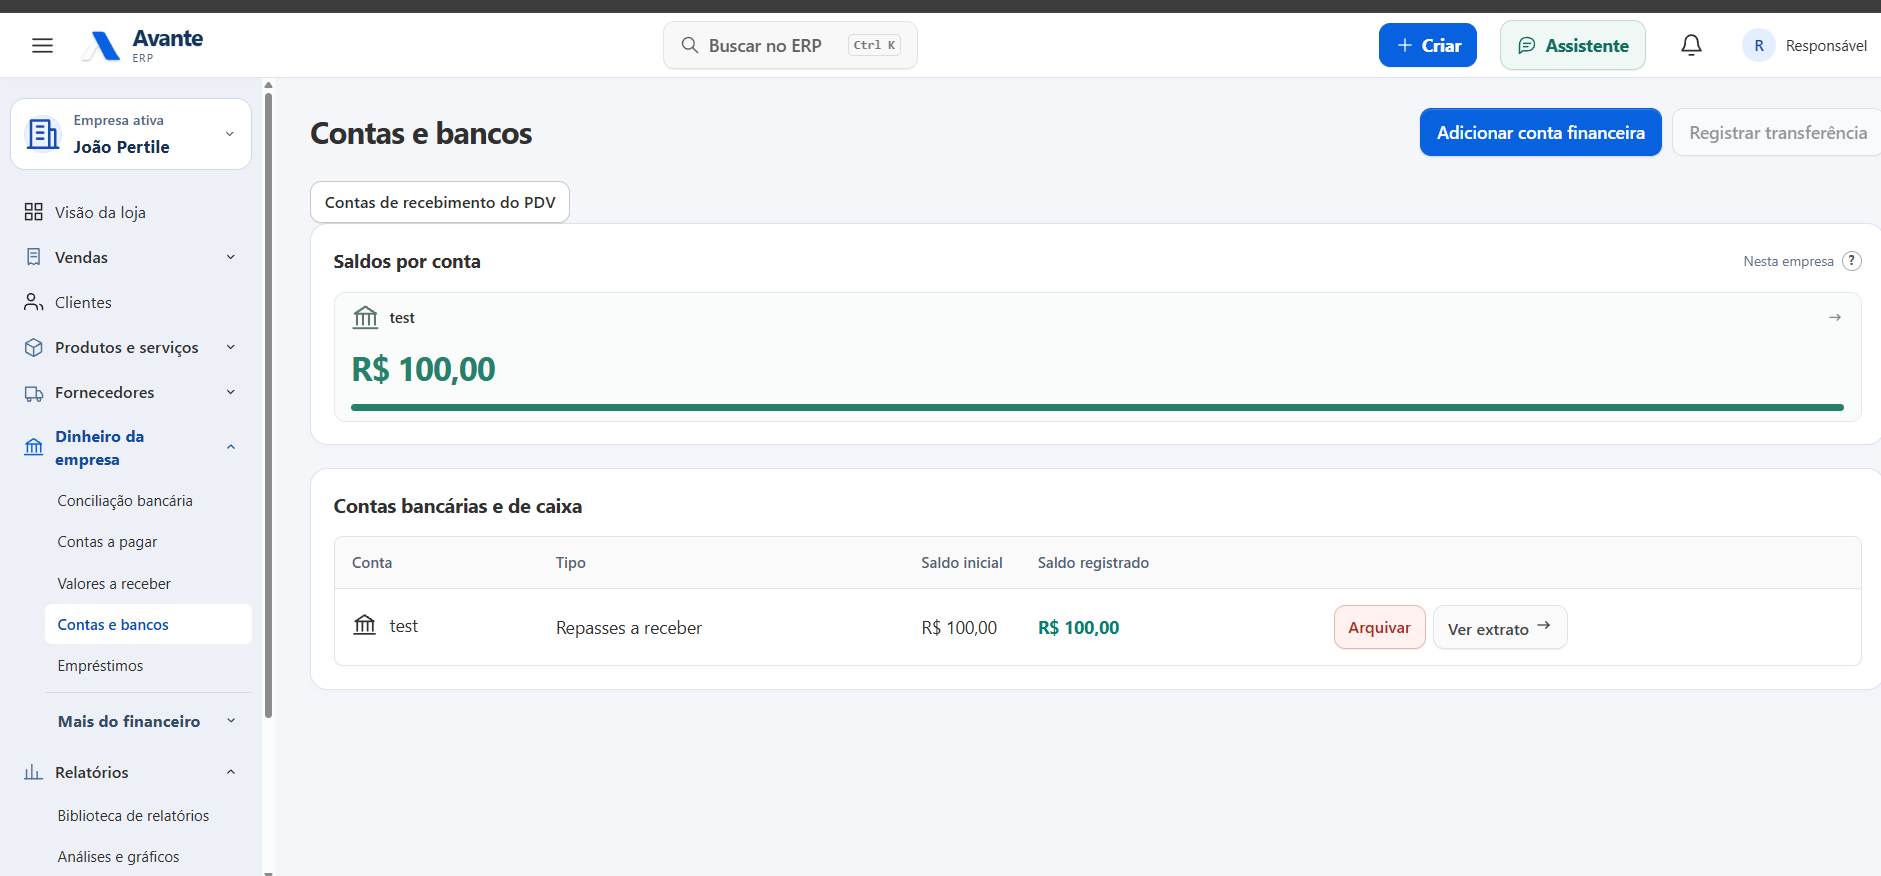 Avante
ERP
Buscar no ERP
Ctrl K
+ Criar
Assistente
R
Responsável
Empresa ativa
João Pertile
Visão da loja
Vendas
Clientes
Produtos e serviços
Fornecedores
Dinheiro da
empresa
Conciliação bancária
Contas a pagar
Valores a receber
Contas e bancos
Empréstimos
Mais do financeiro
Relatórios
Biblioteca de relatórios
Análises e gráficos
Contas e bancos
Adicionar conta financeira
Registrar transferência
Contas de recebimento do PDV
Saldos por conta
Nesta empresa ?
test →
R$ 100,00
Contas bancárias e de caixa
Conta Tipo Saldo inicial Saldo registrado
test Repasses a receber R$ 100,00 R$ 100,00 Arquivar Ver extrato →